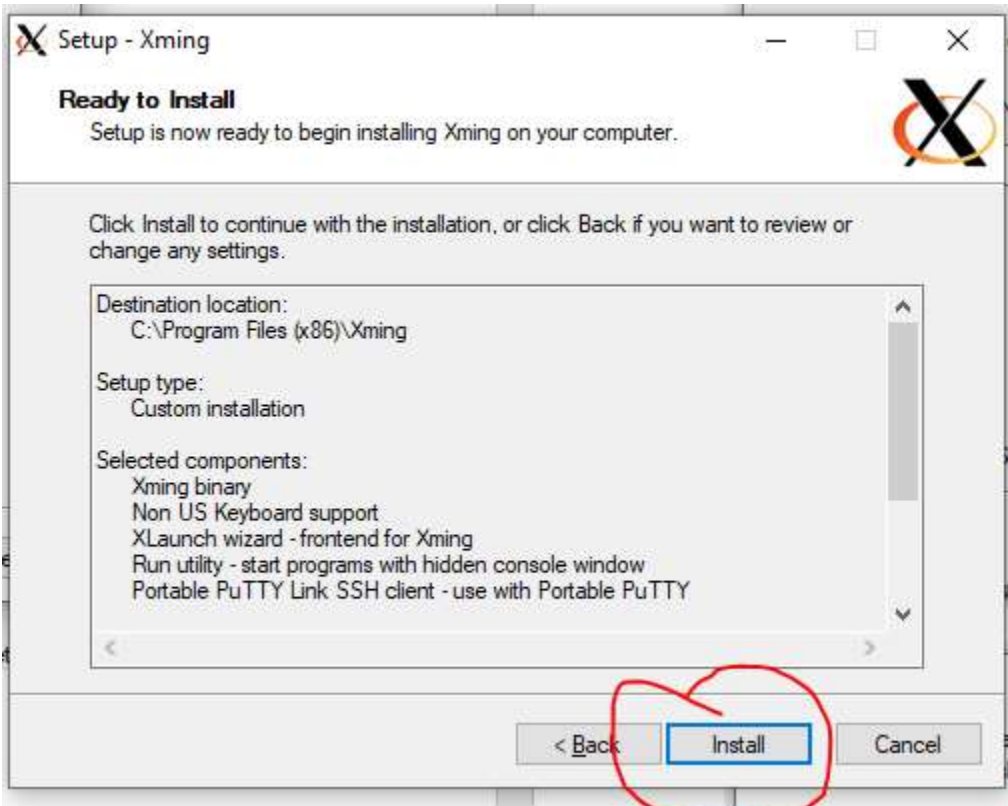 Setup - Xming
Ready to Install
Setup is now ready to begin installing Xming on your computer.
Click Install to continue with the installation, or click Back if you want to review or
change any settings.
Destination location:
C:\Program Files (x86)\Xming
Setup type:
Custom installation
Selected components:
Xming binary
Non US Keyboard support
XLaunch wizard - frontend for Xming
Run utility - start programs with hidden console window
Portable PuTTY Link SSH client - use with Portable PuTTY
< Back Install Cancel